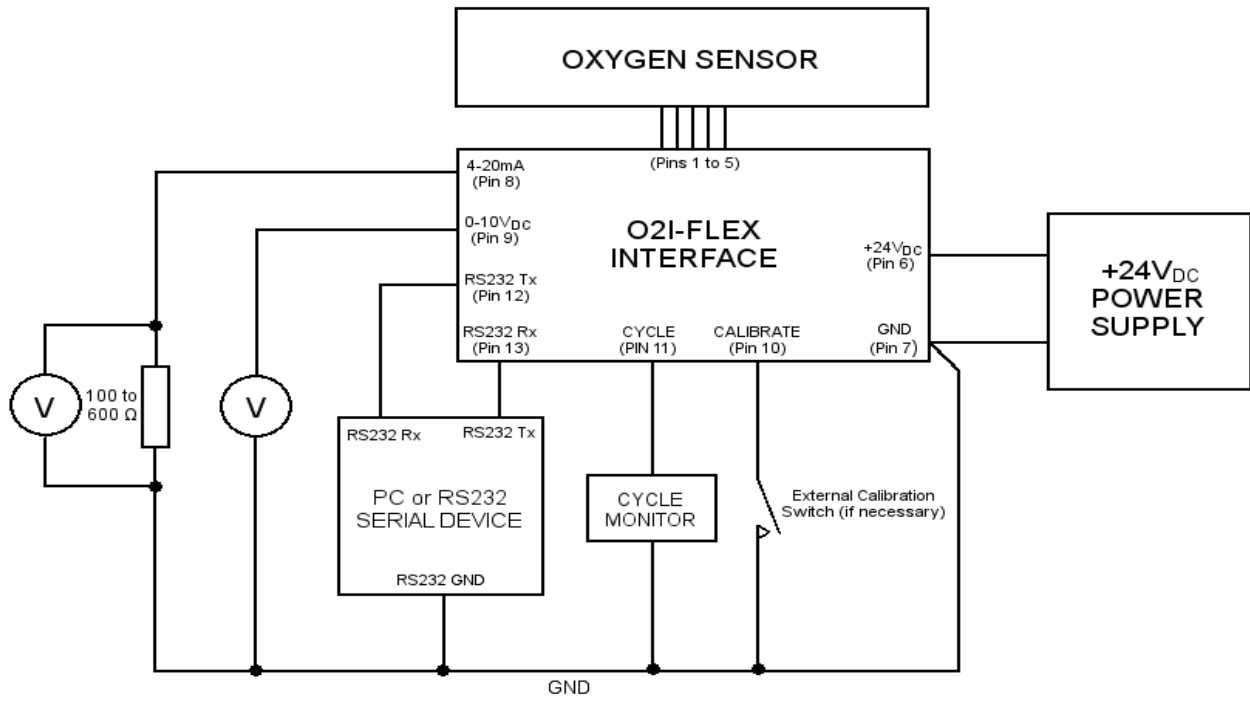 OXYGEN SENSOR
(Pins 1 to 5)
4-20mA
(Pin 8)
0-10VDC
(Pin 9)
O2I-FLEX
INTERFACE
+24VDC
(Pin 6)
+24VDC
POWER
SUPPLY
RS232 Tx
(Pin 12)
RS232 Rx
(Pin 13)
CYCLE
(PIN 11)
CALIBRATE
(Pin 10)
GND
(Pin 7)
V
100 to
600 Ω
V
RS232 Rx
RS232 Tx
PC or RS232
SERIAL DEVICE
RS232 GND
CYCLE
MONITOR
External Calibration
Switch (if necessary)
GND